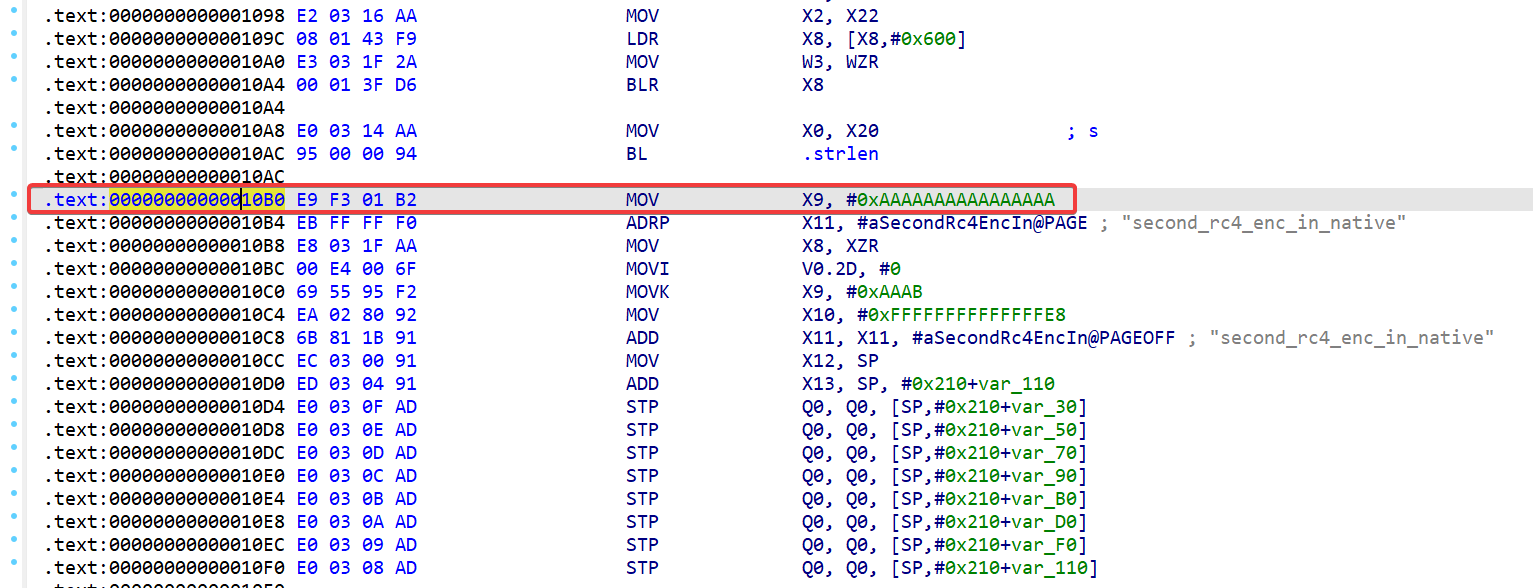 .text:0000000000001098 E2 03 16 AA MOV X2, X22
.text:000000000000109C 08 01 43 F9 LDR X8, [X8,#0x600]
.text:00000000000010A0 E3 03 1F 2A MOV W3, WZR
.text:00000000000010A4 00 01 3F D6 BLR X8
.text:00000000000010A4
.text:00000000000010A8 E0 03 14 AA MOV X0, X20 ; s
.text:00000000000010AC 95 00 00 94 BL .strlen
.text:00000000000010AC
.text:00000000000010B0 E9 F3 01 B2 MOV X9, #0xAAAAAAAAAAAAAAAA
.text:00000000000010B4 EB FF FF F0 ADRP X11, #aSecondRc4EncIn@PAGE ; "second_rc4_enc_in_native"
.text:00000000000010B8 E8 03 1F AA MOV X8, XZR
.text:00000000000010BC 00 E4 00 6F MOVI V0.2D, #0
.text:00000000000010C0 69 55 95 F2 MOVK X9, #0xAAAB
.text:00000000000010C4 EA 02 80 92 MOV X10, #0xFFFFFFFFFFFFFFE8
.text:00000000000010C8 6B 81 1B 91 ADD X11, X11, #aSecondRc4EncIn@PAGEOFF ; "second_rc4_enc_in_native"
.text:00000000000010CC EC 03 00 91 MOV X12, SP
.text:00000000000010D0 ED 03 04 91 ADD X13, SP, #0x210+var_110
.text:00000000000010D4 E0 03 0F AD STP Q0, Q0, [SP,#0x210+var_30]
.text:00000000000010D8 E0 03 0E AD STP Q0, Q0, [SP,#0x210+var_50]
.text:00000000000010DC E0 03 0D AD STP Q0, Q0, [SP,#0x210+var_70]
.text:00000000000010E0 E0 03 0C AD STP Q0, Q0, [SP,#0x210+var_90]
.text:00000000000010E4 E0 03 0B AD STP Q0, Q0, [SP,#0x210+var_B0]
.text:00000000000010E8 E0 03 0A AD STP Q0, Q0, [SP,#0x210+var_D0]
.text:00000000000010EC E0 03 09 AD STP Q0, Q0, [SP,#0x210+var_F0]
.text:00000000000010F0 E0 03 08 AD STP Q0, Q0, [SP,#0x210+var_110]